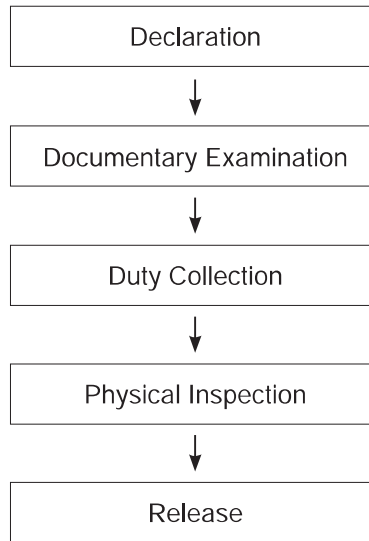 Declaration
Documentary Examination
Duty Collection
Physical Inspection
Release